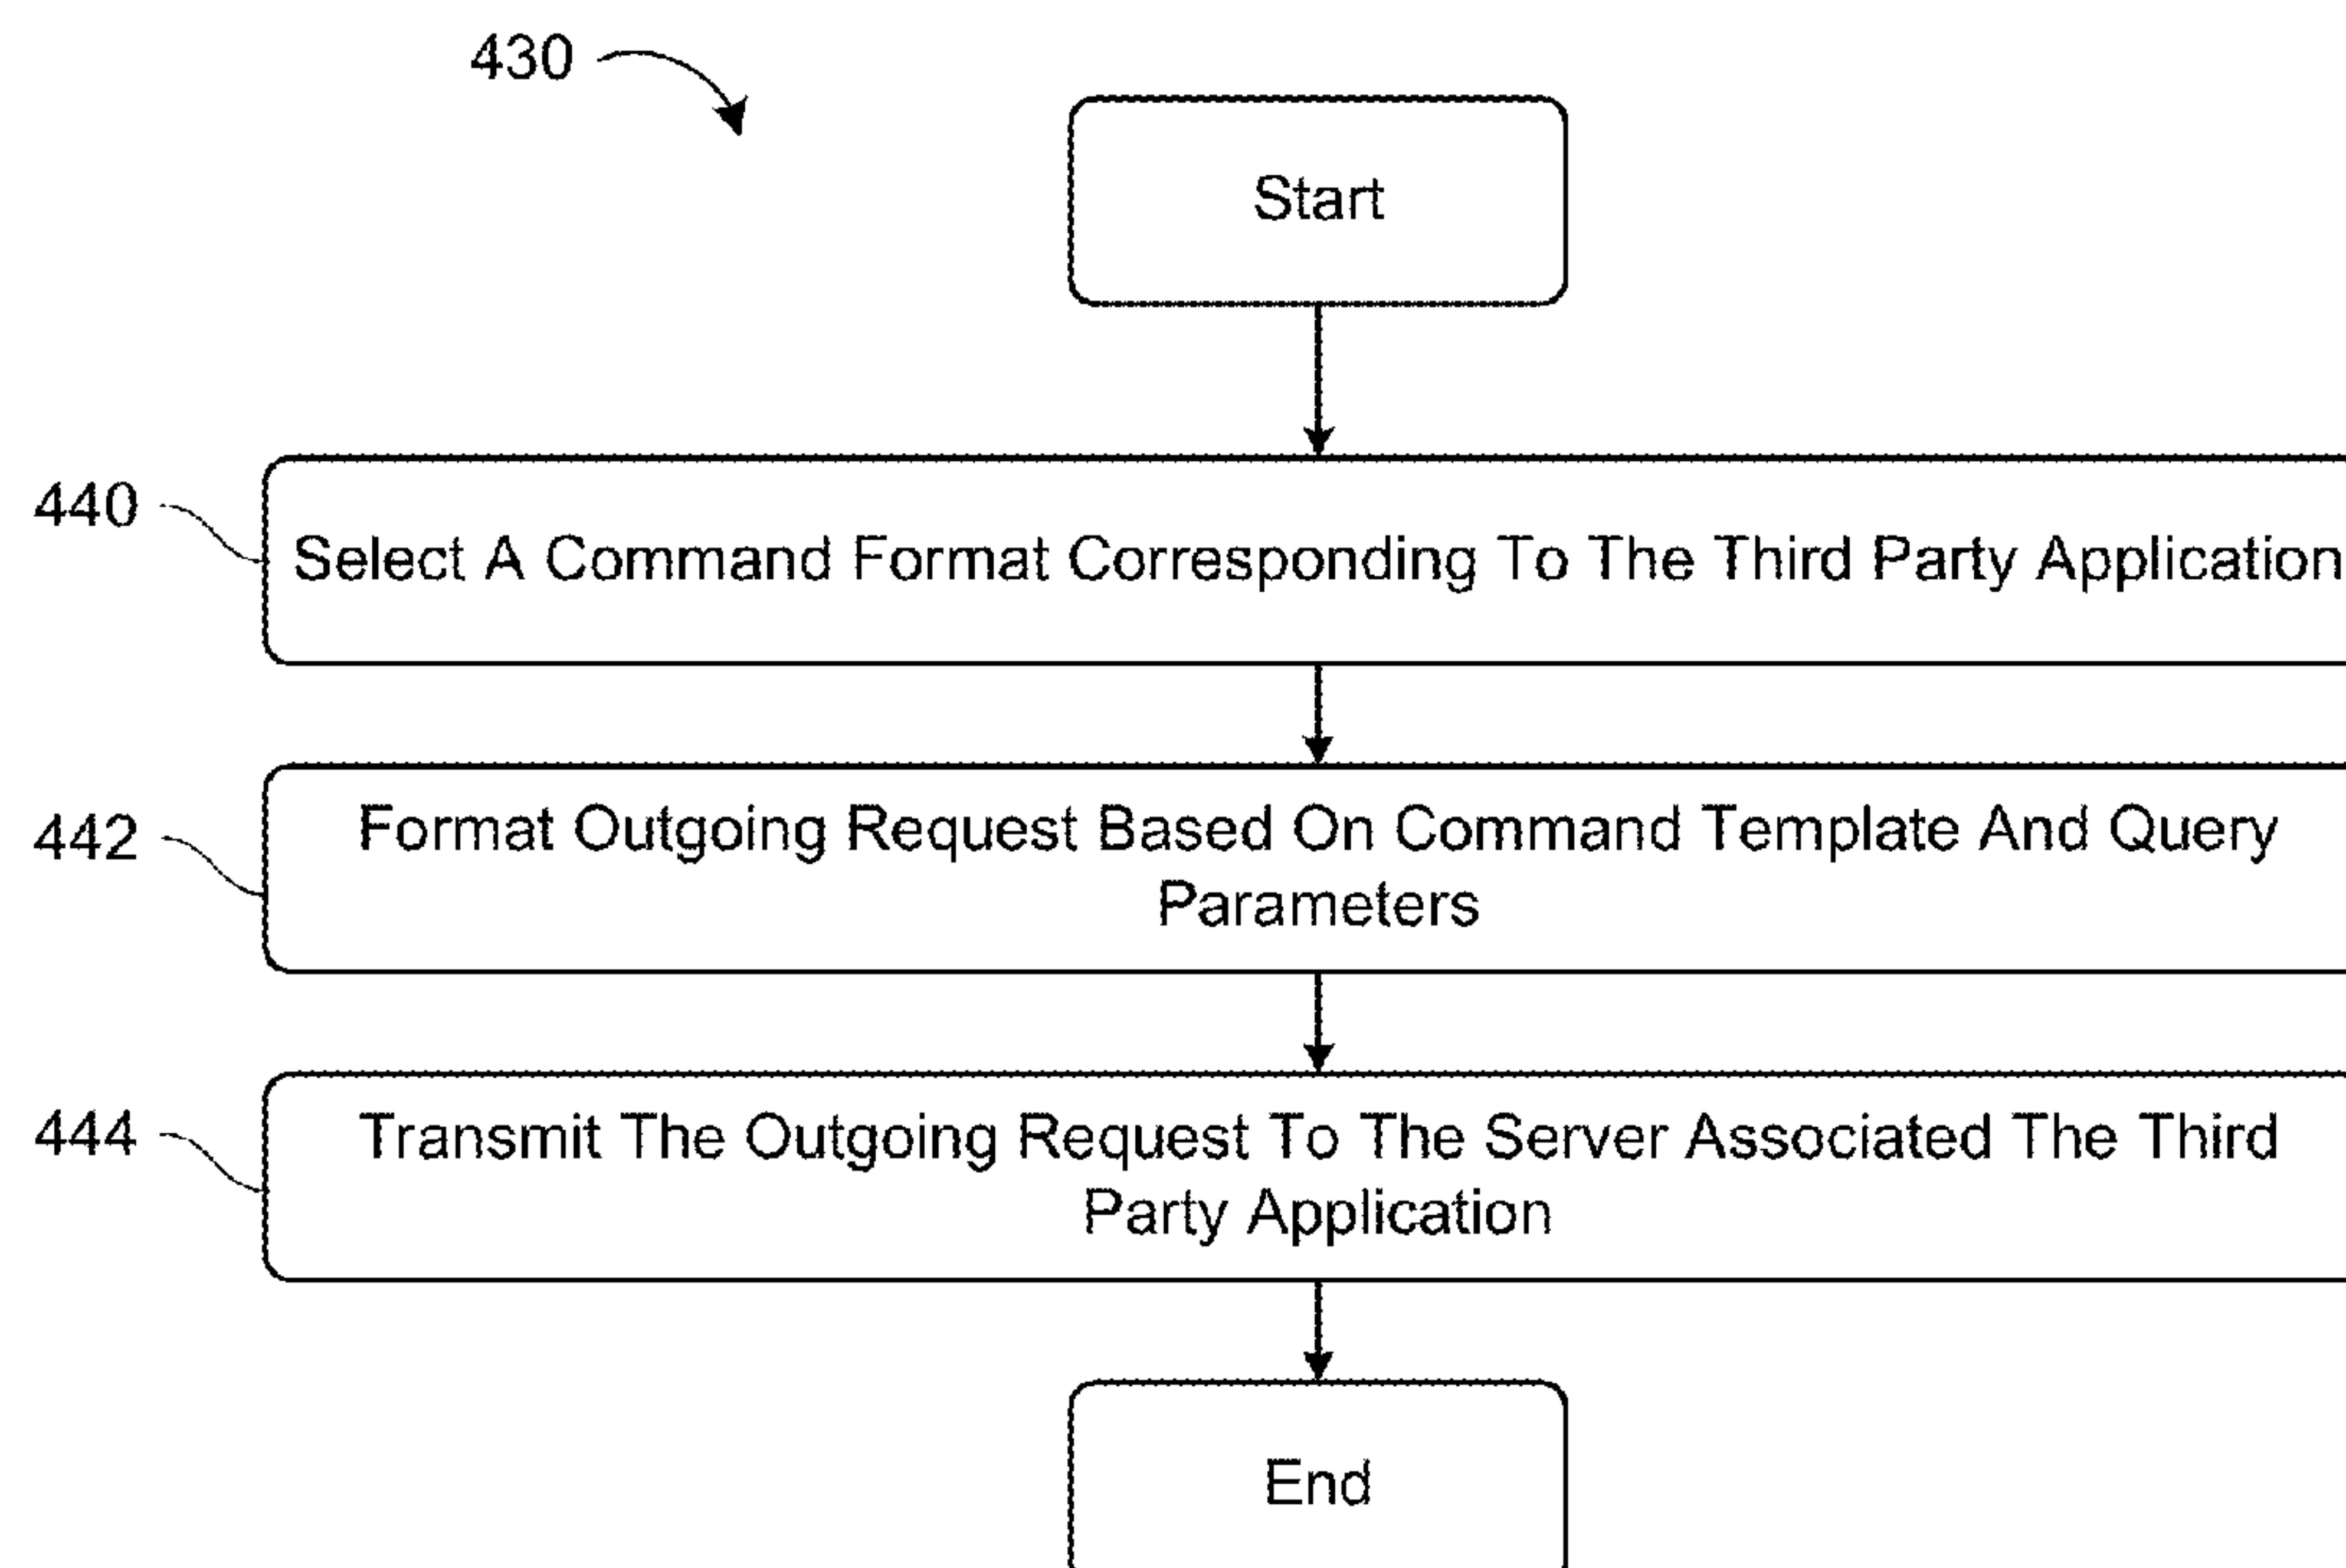 430
Start
440
Select A Command Format Corresponding To The Third Party Application
442
Format Outgoing Request Based On Command Template And Query
Parameters
444
Transmit The Outgoing Request To The Server Associated The Third
Party Application
End